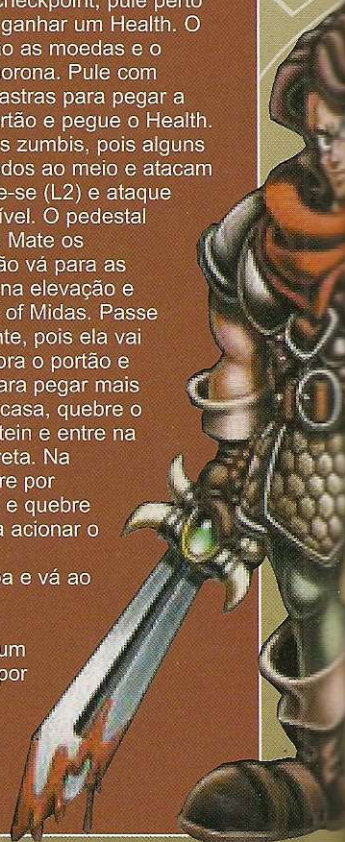 checkpoint, pule perto
ganhar um Health. O
ão as moedas e o
orona. Pule com
astras para pegar a
rtão e pegue o Health.
s zumbis, pois alguns
dos ao meio e atacam
e-se (L2) e ataque
ível. O pedestal
Mate os
ão vá para as
na elevação e
of Midas. Passe
nte, pois ela vai
ora o portão e
ara pegar mais
casa, quebre o
tein e entre na
reta. Na
re por
e quebre
a acionar o
oa e vá ao
um
por